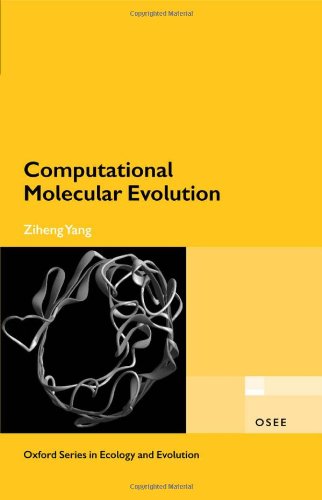 Computational
Molecular Evolution
Ziheng Yang
OSEE
Oxford Series in Ecology and Evolution